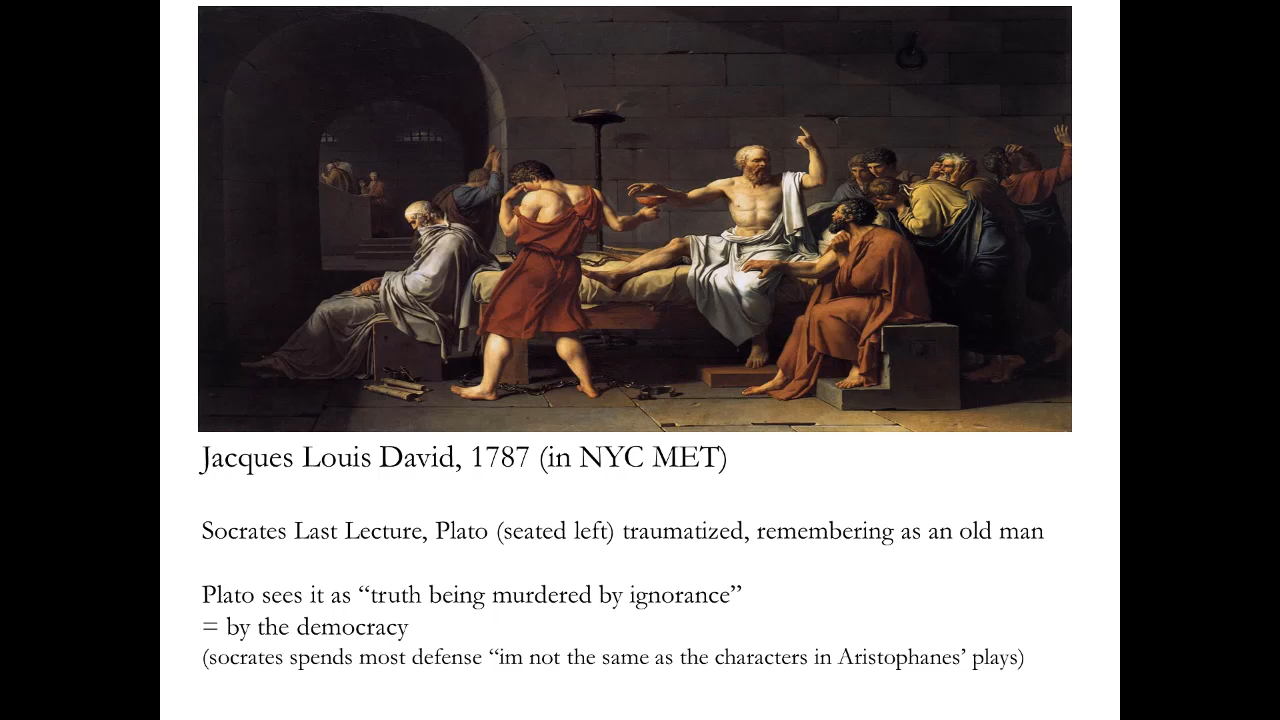 Jacques Louis David, 1787 (in NYC MET)
Socrates Last Lecture, Plato (seated left) traumatized, remembering as an old man
Plato sees it as “truth being murdered by ignorance”
= by the democracy
(socrates spends most defense “im not the same as the characters in Aristophanes’ plays)